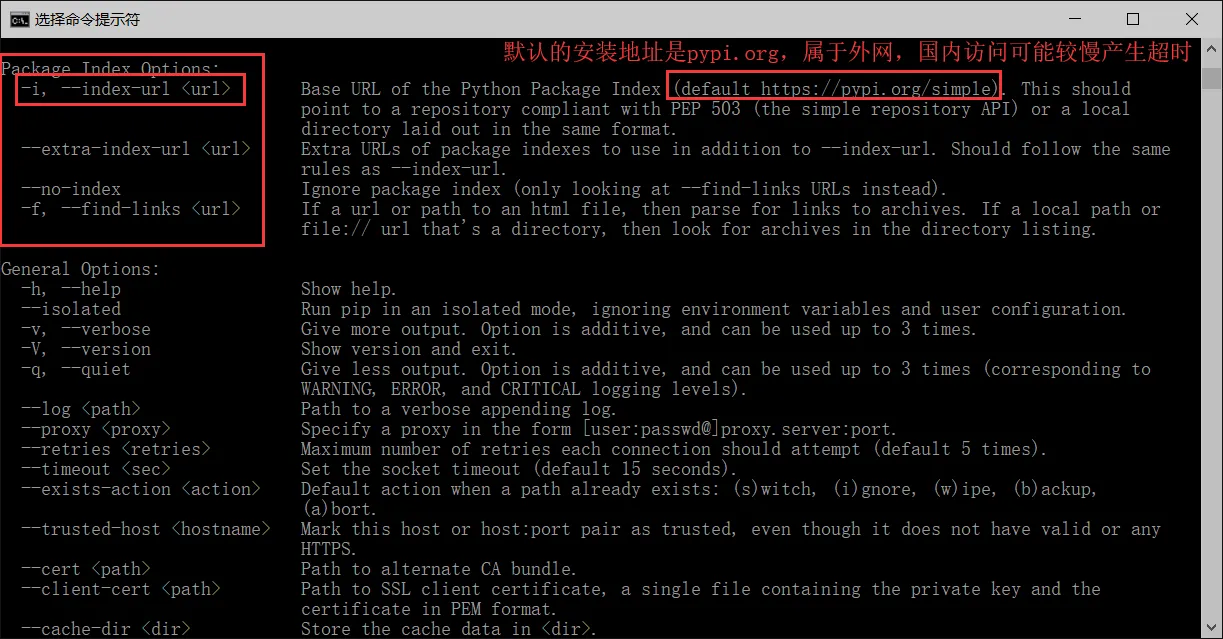 选择命令提示符
默认的安装地址是pypi.org，属于外网，国内访问可能较慢产生超时
Package Index Options:
-i, --index-url <url> Base URL of the Python Package Index (default https://pypi.org/simple). This should
point to a repository compliant with PEP 503 (the simple repository API) or a local
directory laid out in the same format.
--extra-index-url <url> Extra URLs of package indexes to use in addition to --index-url. Should follow the same
rules as --index-url.
--no-index Ignore package index (only looking at --find-links URLs instead).
-f, --find-links <url> If a url or path to an html file, then parse for links to archives. If a local path or
file:// url that's a directory, then look for archives in the directory listing.
General Options:
-h, --help Show help.
--isolated Run pip in an isolated mode, ignoring environment variables and user configuration.
-v, --verbose Give more output. Option is additive, and can be used up to 3 times.
-V, --version Show version and exit.
-q, --quiet Give less output. Option is additive, and can be used up to 3 times (corresponding to
WARNING, ERROR, and CRITICAL logging levels).
--log <path> Path to a verbose appending log.
--proxy <proxy> Specify a proxy in the form [user:passwd@]proxy.server:port.
--retries <retries> Maximum number of retries each connection should attempt (default 5 times).
--timeout <sec> Set the socket timeout (default 15 seconds).
--exists-action <action> Default action when a path already exists: (s)witch, (i)gnore, (w)ipe, (b)ackup,
(a)bort.
--trusted-host <hostname> Mark this host or host:port pair as trusted, even though it does not have valid or any
HTTPS.
--cert <path> Path to alternate CA bundle.
--client-cert <path> Path to SSL client certificate, a single file containing the private key and the
certificate in PEM format.
--cache-dir <dir> Store the cache data in <dir>.